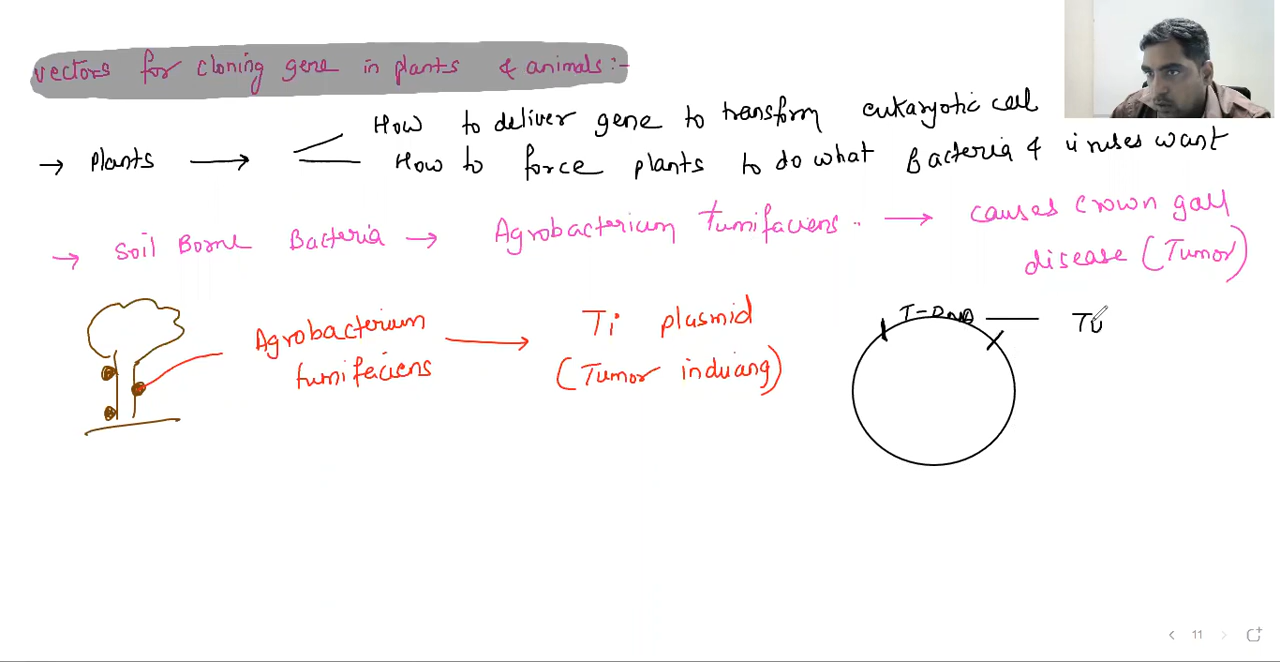 vectors for cloning gene in plants & animals:-
How to deliver gene to transform eukaryotic cell
→ Plants → How to force plants to do what Bacteria & viruses want
→ Soil Borne Bacteria → Agrobacterium tumifaciens.. → causes crown gall
disease (Tumor)
Agrobacterium
tumifaciens
→ Ti plasmid
(Tumor inducing)
T-DNA — Tu
11